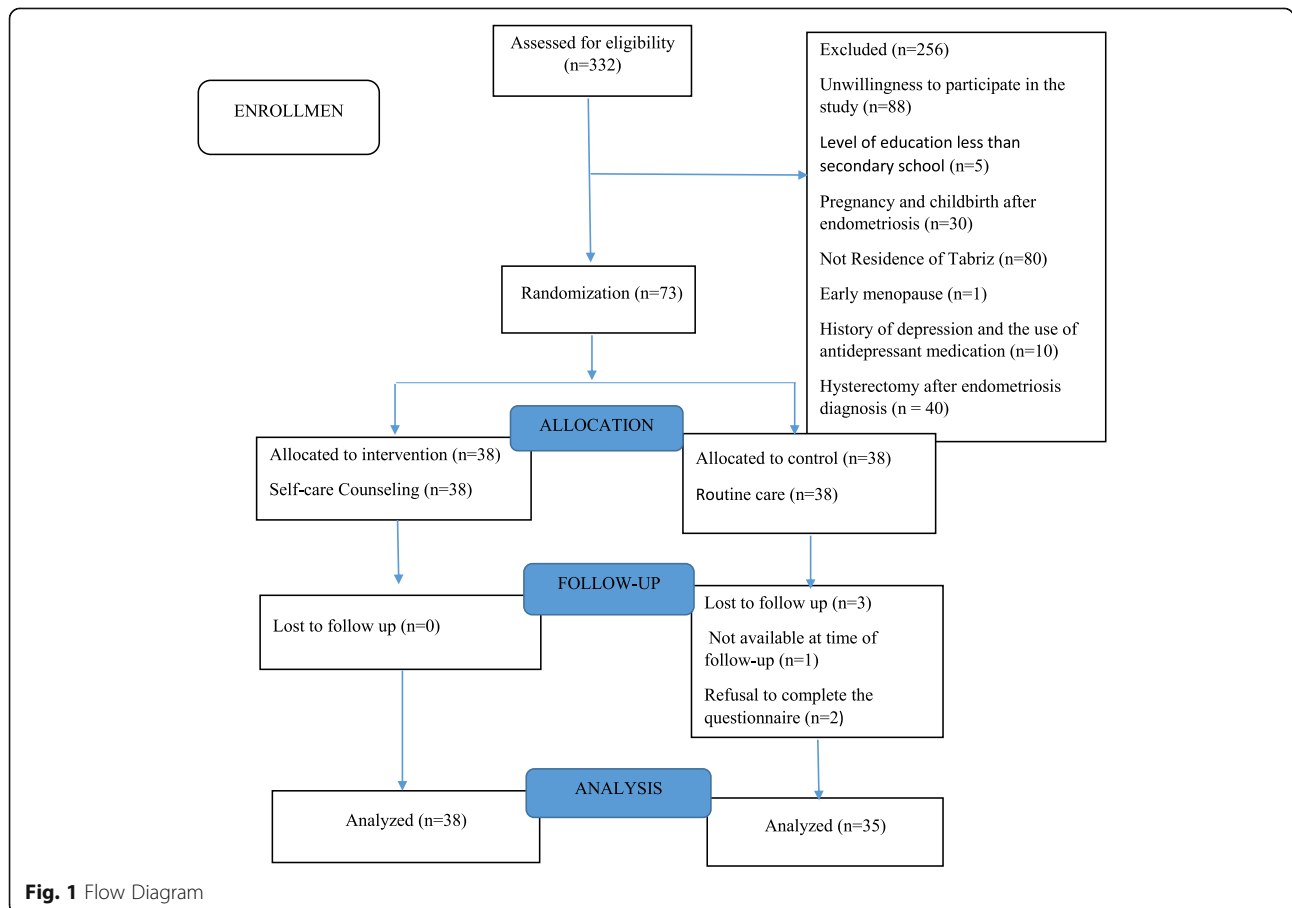 Assessed for eligibility
(n=332)
ENROLLMEN
Excluded (n=256)
Unwillingness to participate in the
study (n=88)
Level of education less than
secondary school (n=5)
Pregnancy and childbirth after
endometriosis (n=30)
Not Residence of Tabriz (n=80)
Early menopause (n=1)
History of depression and the use of
antidepressant medication (n=10)
Hysterectomy after endometriosis
diagnosis (n = 40)
Randomization (n=73)
ALLOCATION
Allocated to intervention (n=38)
Self-care Counseling (n=38)
Allocated to control (n=38)
Routine care (n=38)
FOLLOW-UP
Lost to follow up (n=0)
Lost to follow up (n=3)
Not available at time of
follow-up (n=1)
Refusal to complete the
questionnaire (n=2)
ANALYSIS
Analyzed (n=38)
Analyzed (n=35)
Fig. 1 Flow Diagram